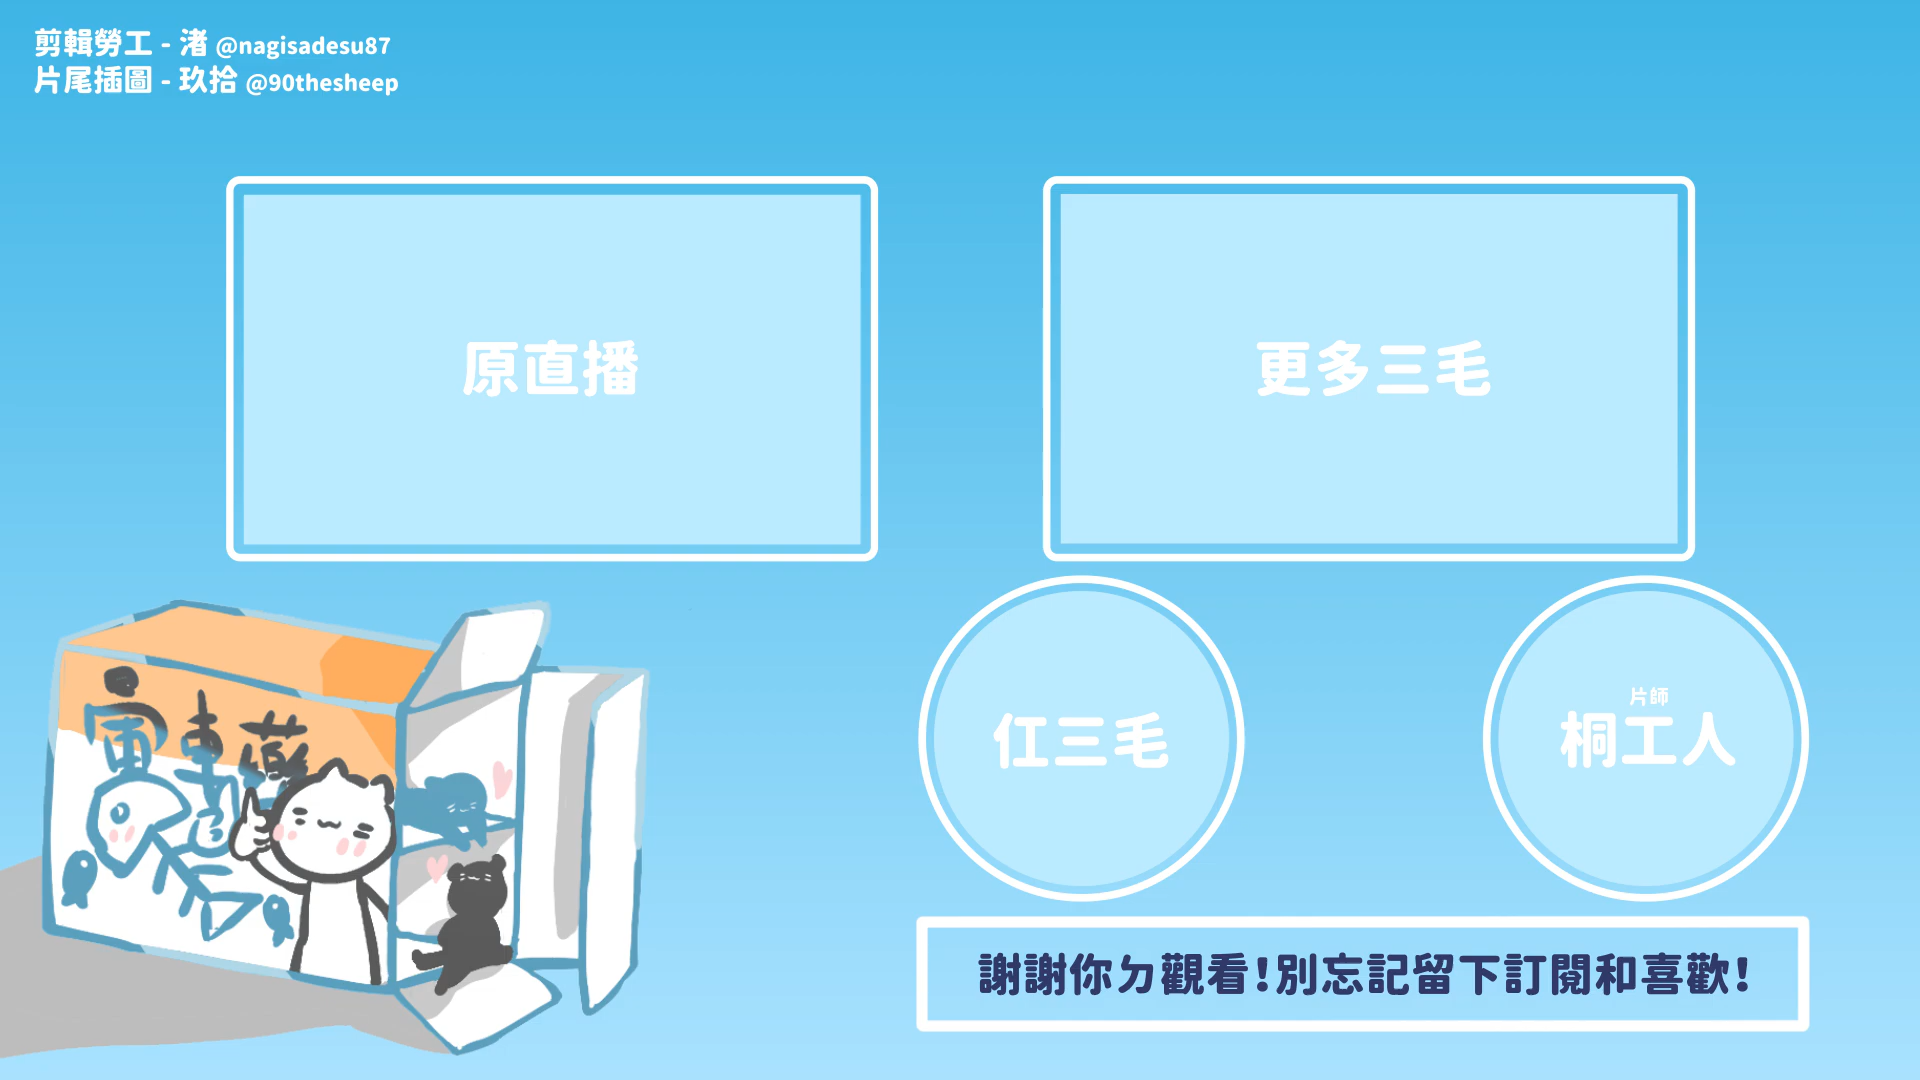 剪輯勞工 - 渚 @nagisadesu87
片尾插圖 - 玖拾 @90thesheep
原直播
更多三毛
仜三毛
片師
桐工人
謝謝你ㄉ觀看!別忘記留下訂閱和喜歡!